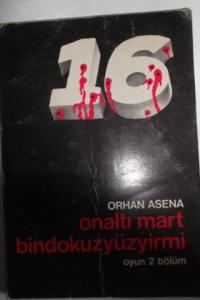 16
ORHAN ASENA
onaltı mart
bindokuzyüzyirmi
oyun 2 bölüm